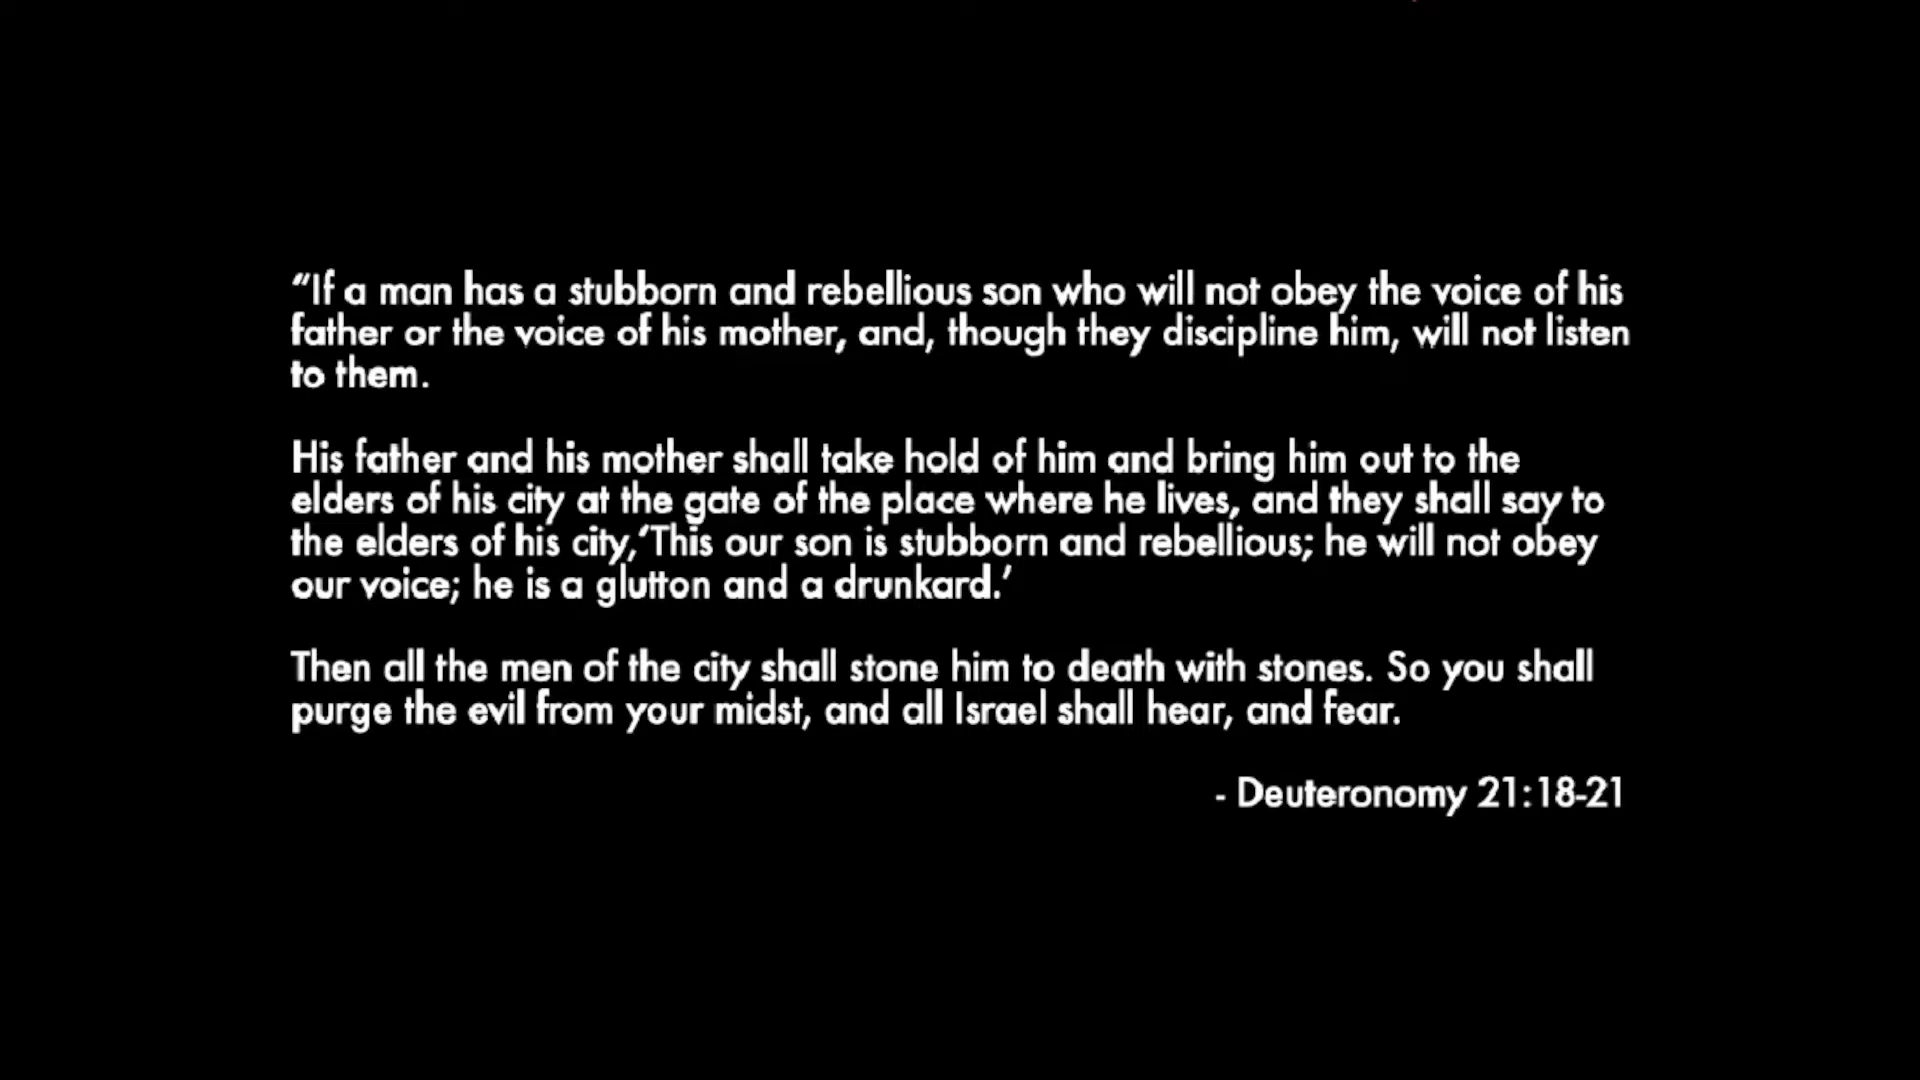 “If a man has a stubborn and rebellious son who will not obey the voice of his
father or the voice of his mother, and, though they discipline him, will not listen
to them.
His father and his mother shall take hold of him and bring him out to the
elders of his city at the gate of the place where he lives, and they shall say to
the elders of his city,‘This our son is stubborn and rebellious; he will not obey
our voice; he is a glutton and a drunkard.’
Then all the men of the city shall stone him to death with stones. So you shall
purge the evil from your midst, and all Israel shall hear, and fear.
- Deuteronomy 21:18-21